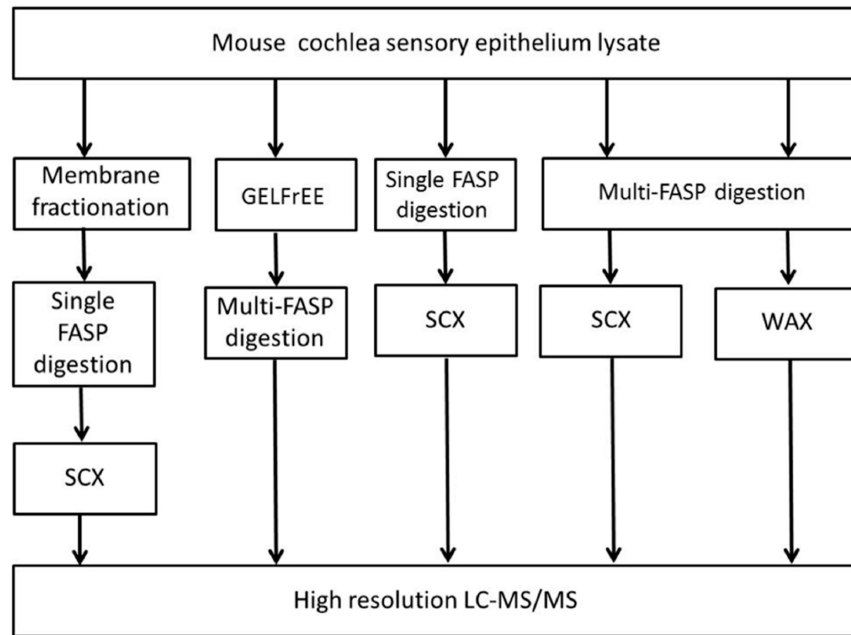 Mouse cochlea sensory epithelium lysate
Membrane
fractionation
GELFrEE
Single FASP
digestion
Multi-FASP digestion
Single
FASP
digestion
Multi-FASP
digestion
SCX
SCX
WAX
SCX
High resolution LC-MS/MS